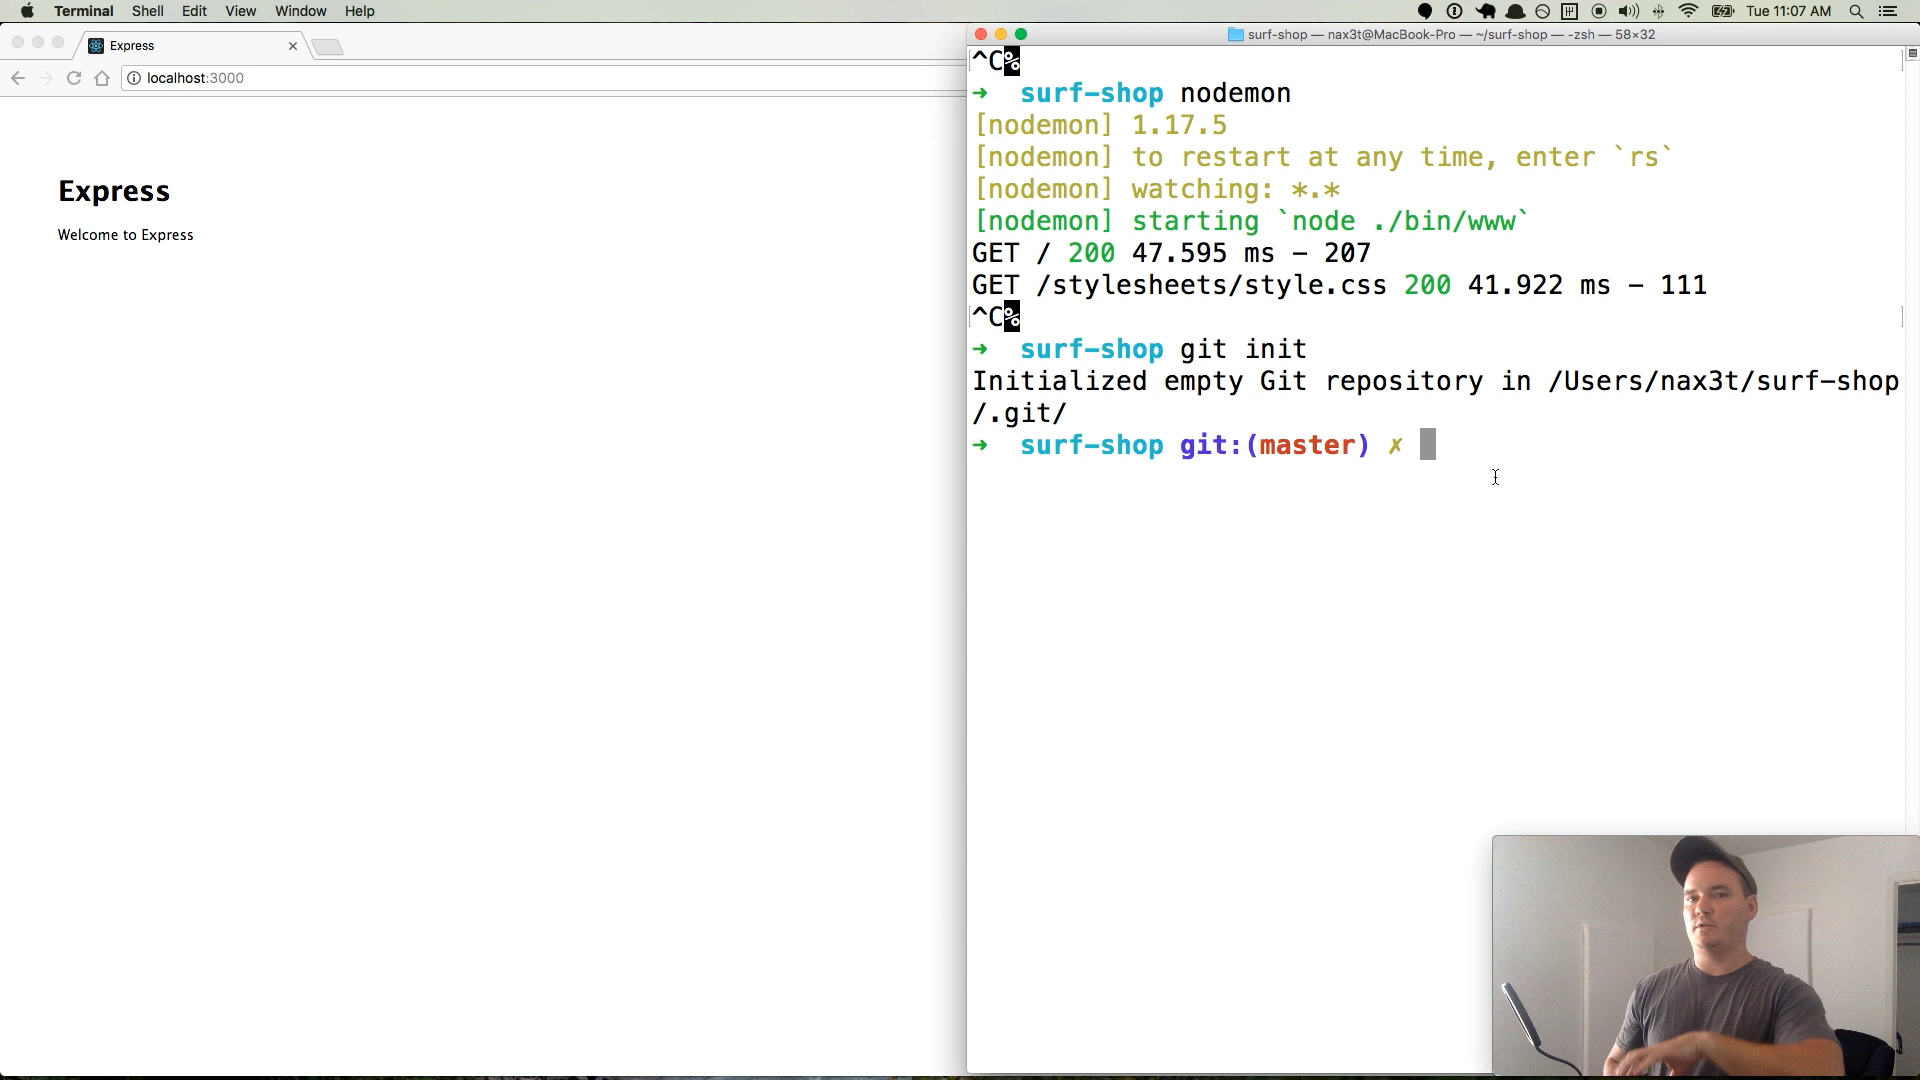 Terminal Shell Edit View Window Help Tue 11:07 AM
Express
localhost:3000
Express
Welcome to Express
surf-shop — nax3t@MacBook-Pro — ~/surf-shop — -zsh — 58×32
^C%
➜ surf-shop nodemon
[nodemon] 1.17.5
[nodemon] to restart at any time, enter `rs`
[nodemon] watching: *.*
[nodemon] starting `node ./bin/www`
GET / 200 47.595 ms - 207
GET /stylesheets/style.css 200 41.922 ms - 111
^C%
➜ surf-shop git init
Initialized empty Git repository in /Users/nax3t/surf-shop
/.git/
➜ surf-shop git:(master) ✗